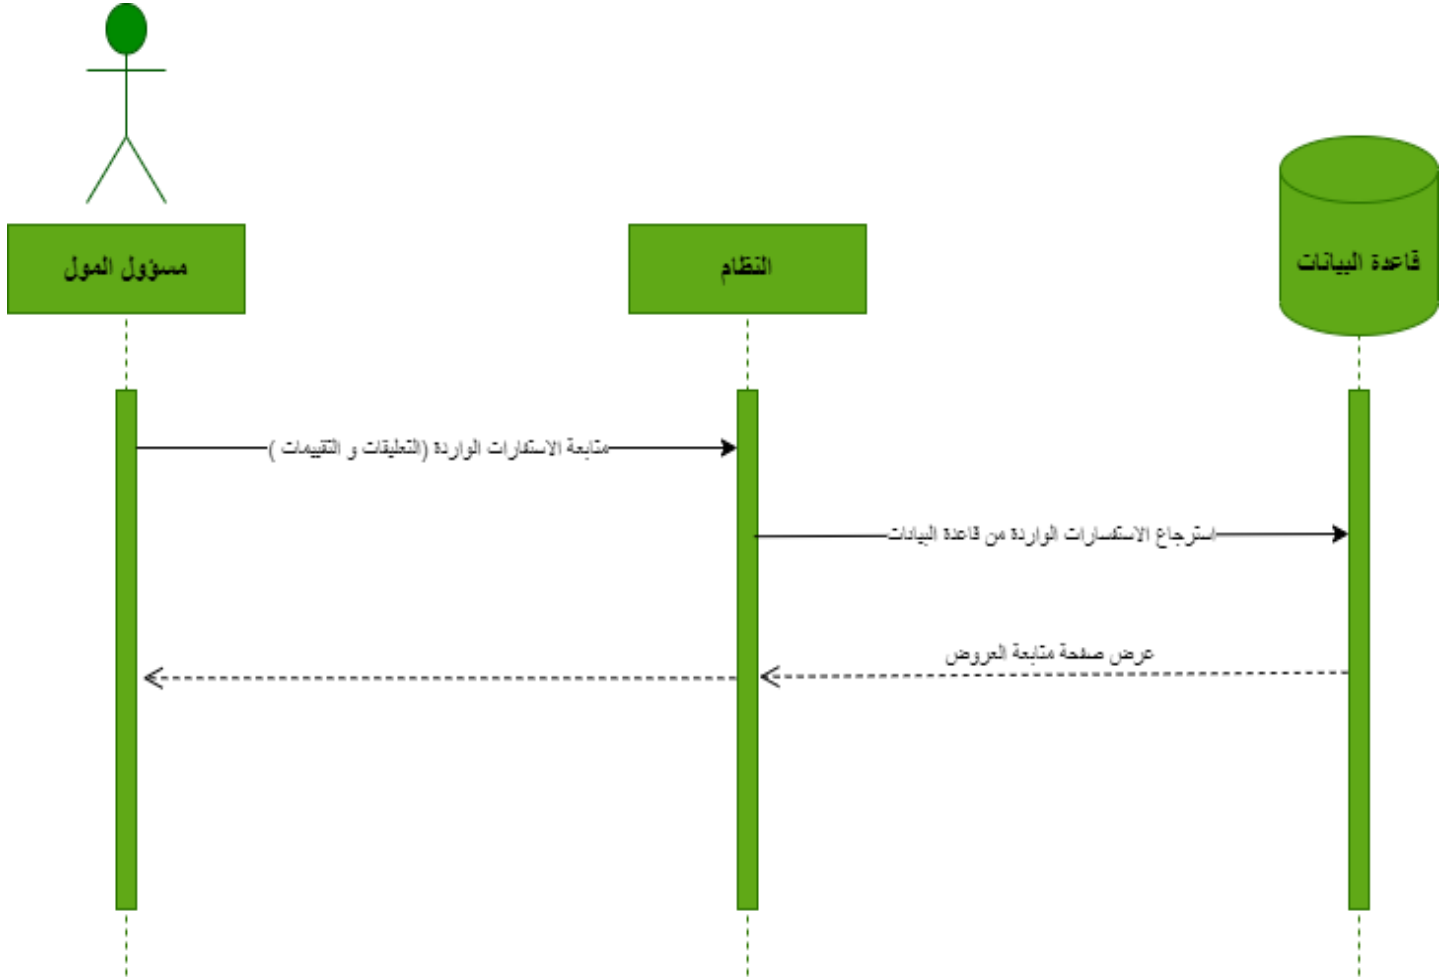 مسؤول المول
النظام
قاعدة البيانات
متابعة الاستفارات الواردة (التعليقات و التقييمات )
استرجاع الاستفسارات الواردة من قاعدة البيانات
عرض صفحة متابعة العروض